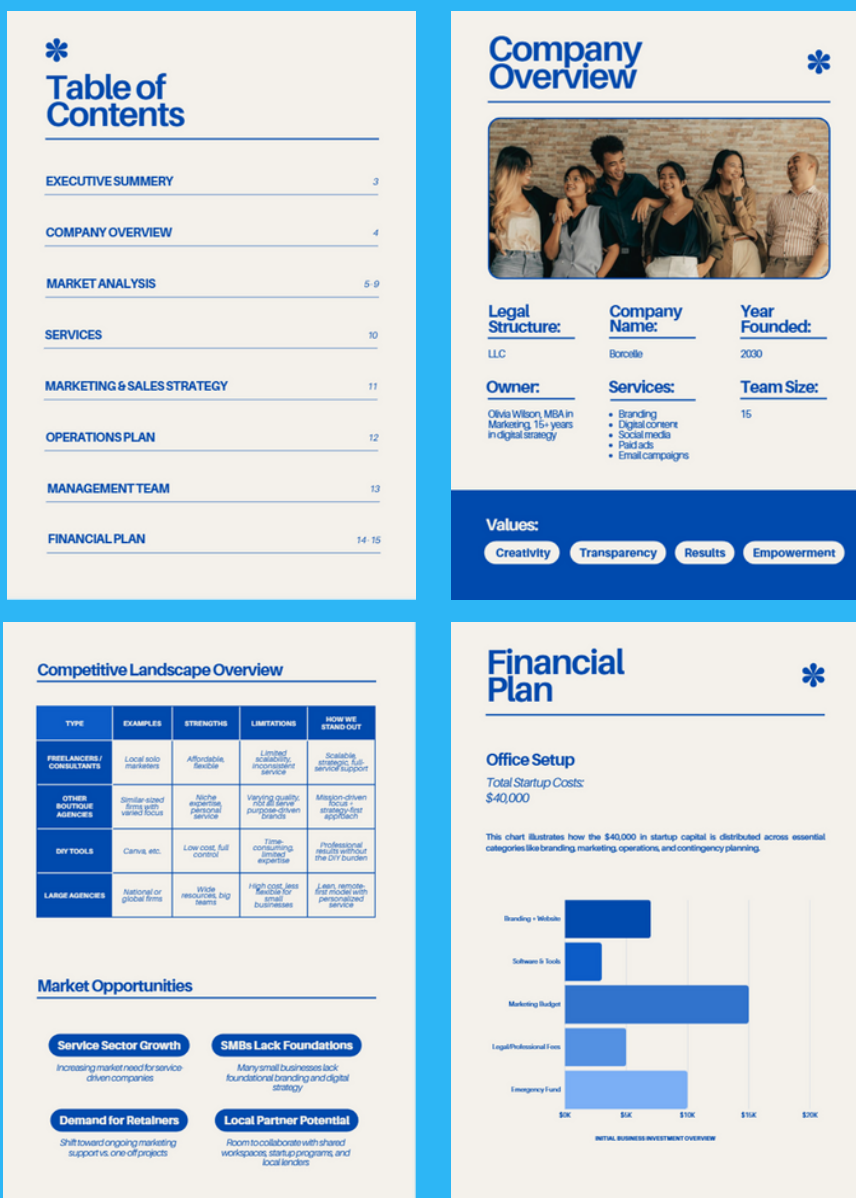 Table of
Contents
EXECUTIVE SUMMERY 3
COMPANY OVERVIEW 4
MARKET ANALYSIS 5-9
SERVICES 10
MARKETING & SALES STRATEGY 11
OPERATIONS PLAN 12
MANAGEMENT TEAM 13
FINANCIAL PLAN 14-15
Company
Overview
Legal
Structure:
LLC
Company
Name:
Borcelle
Year
Founded:
2030
Owner:
Olivia Wilson, MBA in
Marketing, 15+ years
in digital strategy
Services:
• Branding
• Digital content
• Social media
• Paid ads
• Email campaigns
Team Size:
15
Values:
Creativity
Transparency
Results
Empowerment
Competitive Landscape Overview
TYPE
EXAMPLES
STRENGTHS
LIMITATIONS
HOW WE
STAND OUT
FREELANCERS /
CONSULTANTS
Local solo
marketers
Affordable,
flexible
Limited
scalability,
inconsistent
service
Scalable,
strategic, full-
service support
OTHER
BOUTIQUE
AGENCIES
Similar-sized
firms with
varied focus
Niche
expertise,
personal
service
Varying quality,
not all serve
purpose-driven
brands
Mission-driven
focus +
strategy-first
approach
DIY TOOLS
Canva, etc.
Low cost, full
control
Time-
consuming,
limited
expertise
Professional
results without
the DIY burden
LARGE AGENCIES
National or
global firms
Wide
resources, big
teams
High cost, less
flexible for
small
businesses
Lean, remote-
first model with
personalized
service
Market Opportunities
Service Sector Growth
Increasing market need for service-
driven companies
SMBs Lack Foundations
Many small businesses lack
foundational branding and digital
strategy
Demand for Retainers
Shift toward ongoing marketing
support vs. one-off projects
Local Partner Potential
Room to collaborate with shared
workspaces, startup programs, and
local lenders
Financial
Plan
Office Setup
Total Startup Costs:
$40,000
This chart illustrates how the $40,000 in startup capital is distributed across essential
categories like branding, marketing, operations, and contingency planning.
Branding + Website
Software & Tools
Marketing Budget
Legal/Professional Fees
Emergency Fund
$0K $5K $10K $15K $20K
INITIAL BUSINESS INVESTMENT OVERVIEW